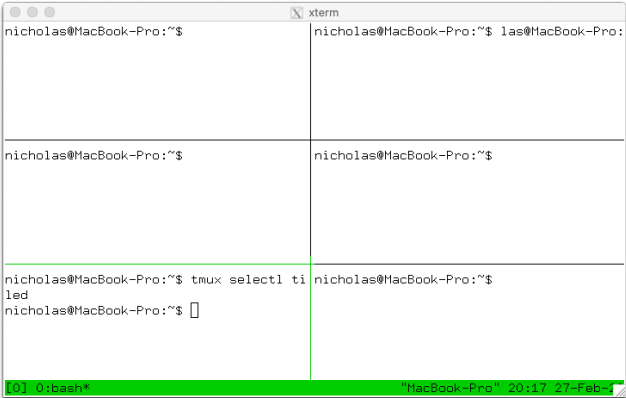 xterm
nicholas@MacBook-Pro:~$
nicholas@MacBook-Pro:~$ las@MacBook-Pro:
nicholas@MacBook-Pro:~$
nicholas@MacBook-Pro:~$
nicholas@MacBook-Pro:~$ tmux selectl ti
led
nicholas@MacBook-Pro:~$
nicholas@MacBook-Pro:~$
[0] 0:bash*
"MacBook-Pro" 20:17 27-Feb-2